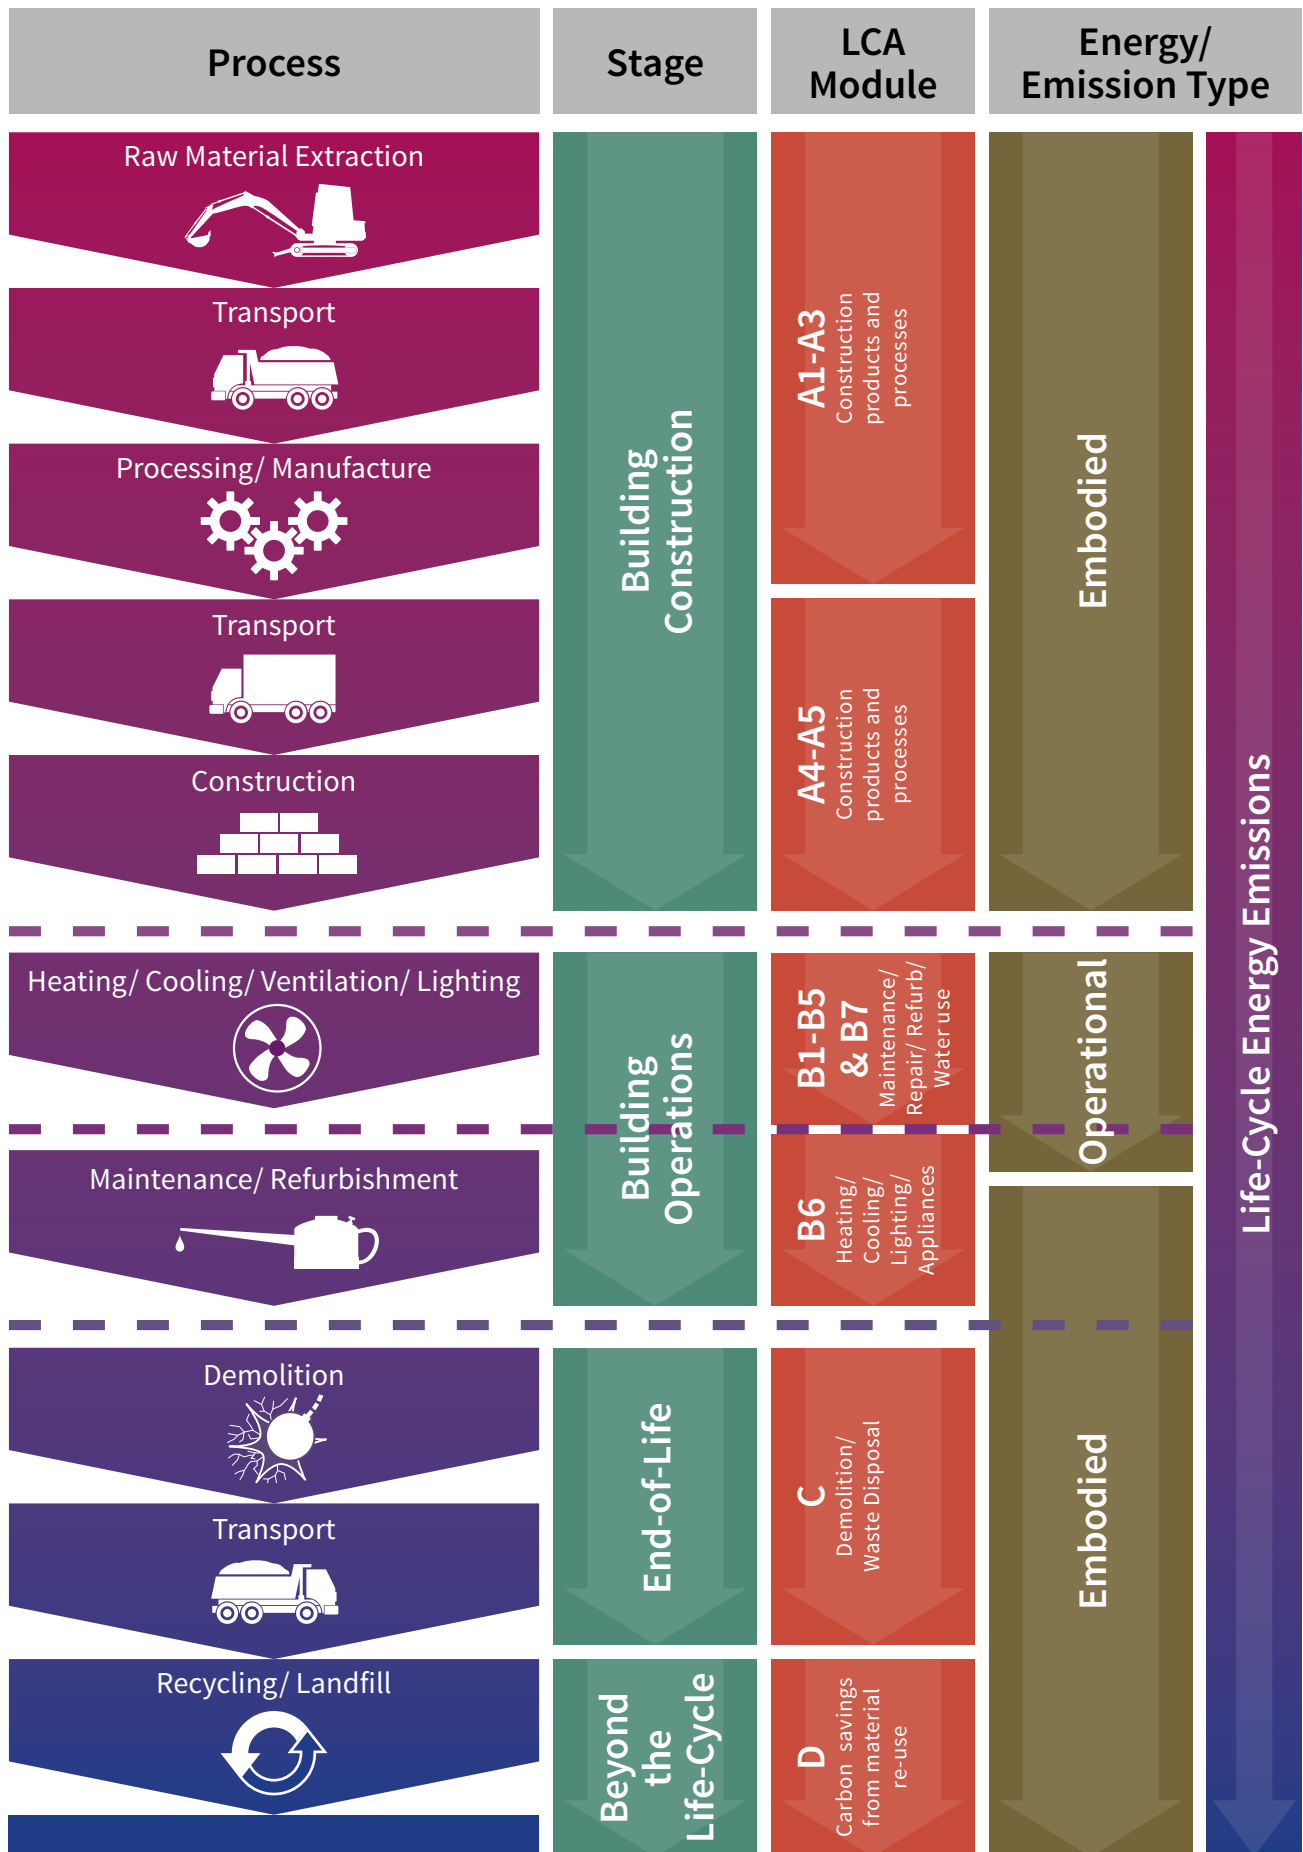 Process
Stage
LCA
Module
Energy/
Emission Type
Raw Material Extraction
Transport
Processing/ Manufacture
Transport
Construction
Heating/ Cooling/ Ventilation/ Lighting
Maintenance/ Refurbishment
Demolition
Transport
Recycling/ Landfill
Building
Construction
Building
Operations
End-of-Life
Beyond
the
Life-Cycle
A1-A3
Construction
products and
processes
A4-A5
Construction
products and
processes
B1-B5
& B7
Maintenance/
Repair/ Refurb/
Water use
B6
Heating/
Cooling/
Lighting/
Appliances
C
Demolition/
Waste Disposal
D
Carbon savings
from material
re-use
Embodied
Operational
Embodied
Life-Cycle Energy Emissions